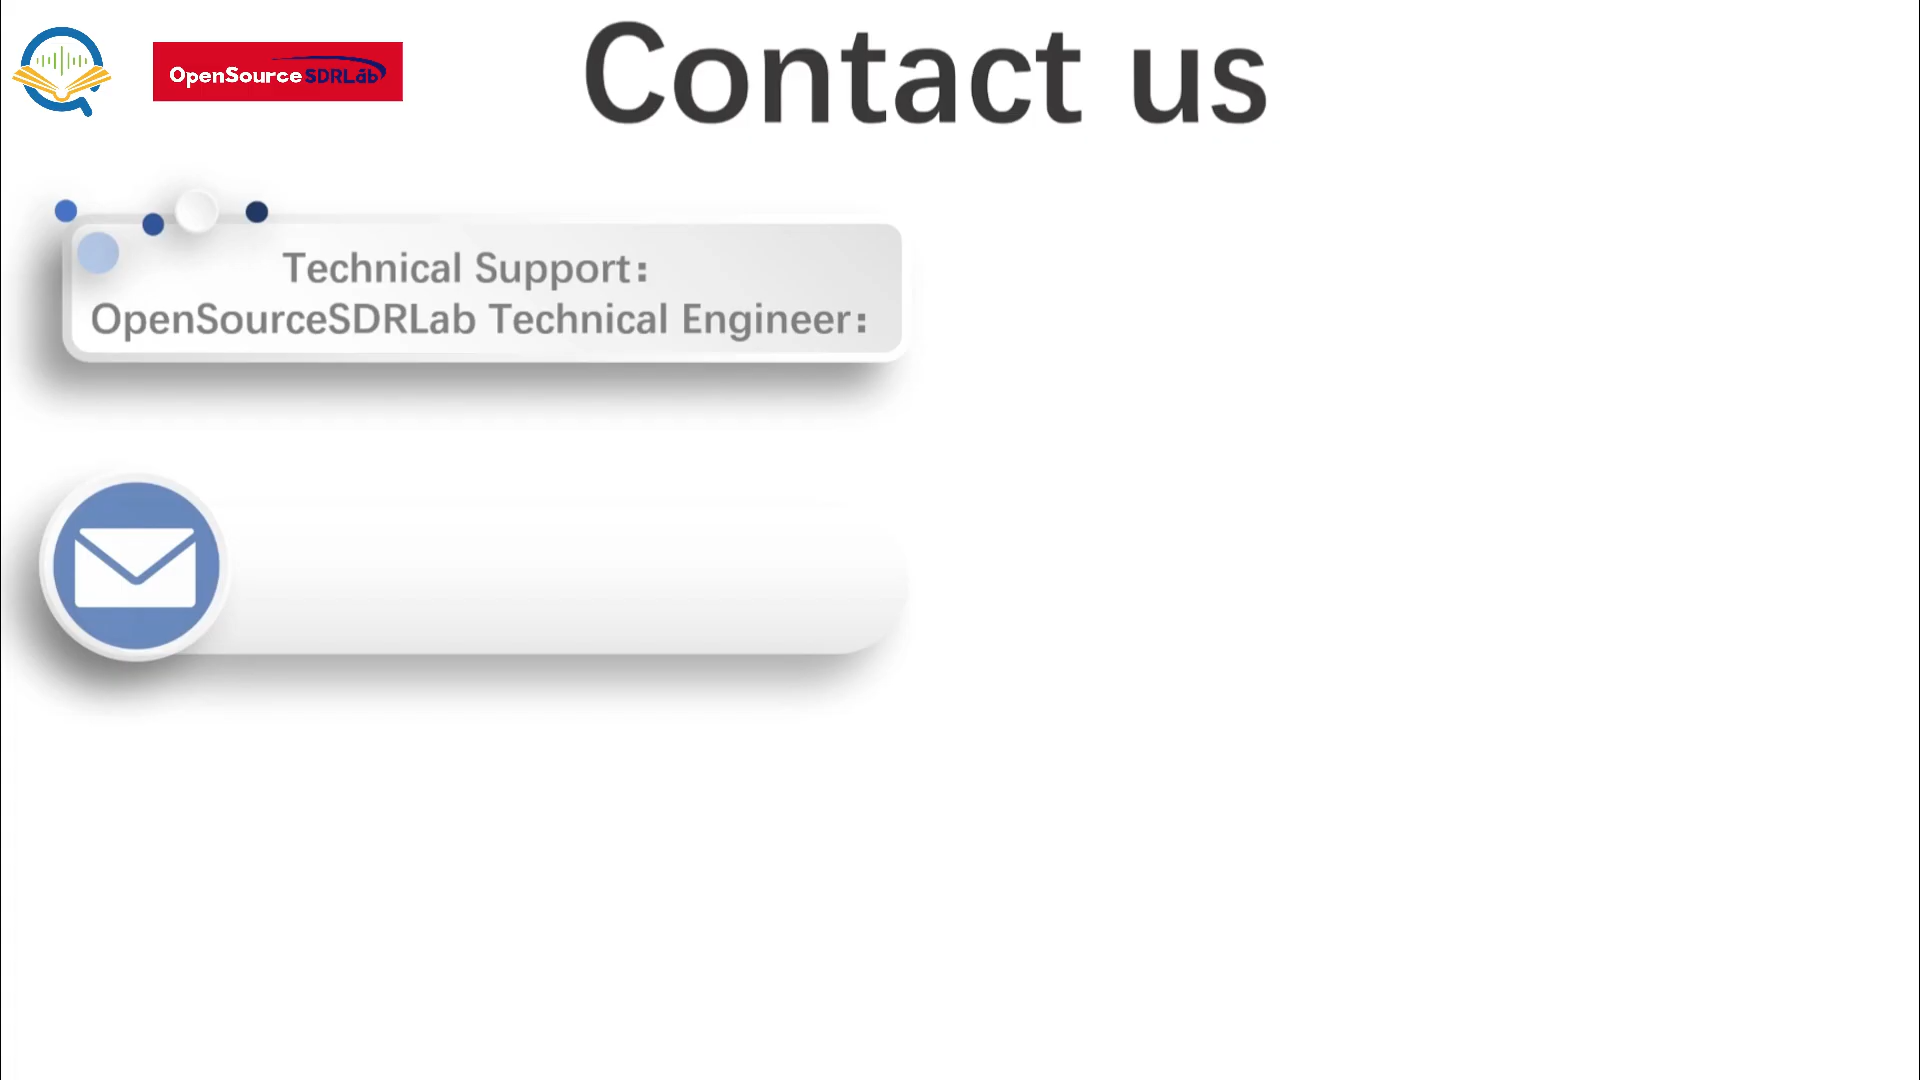 OpenSource SDRLab
Contact us
Technical Support：
OpenSourceSDRLab Technical Engineer：